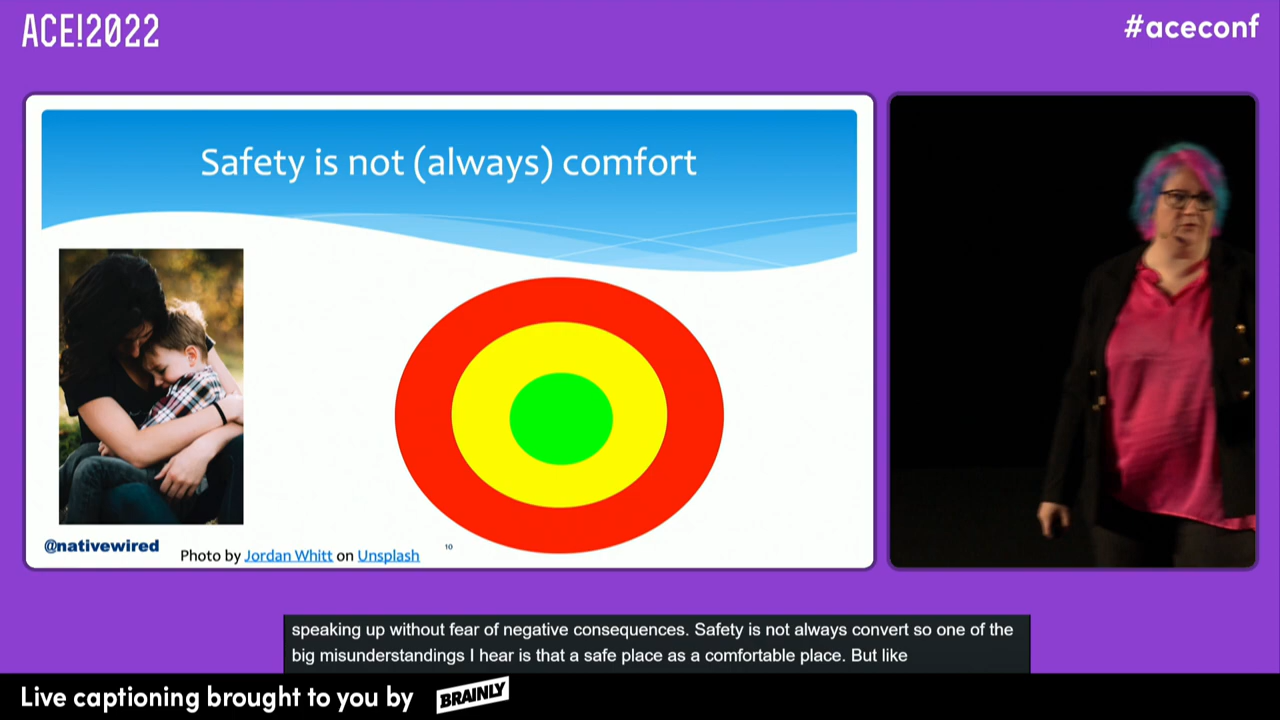 ACE!2022
#aceconf
Safety is not (always) comfort
@nativewired
Photo by Jordan Whitt on Unsplash
10
speaking up without fear of negative consequences. Safety is not always convert so one of the
big misunderstandings I hear is that a safe place as a comfortable place. But like
Live captioning brought to you by BRAINLY